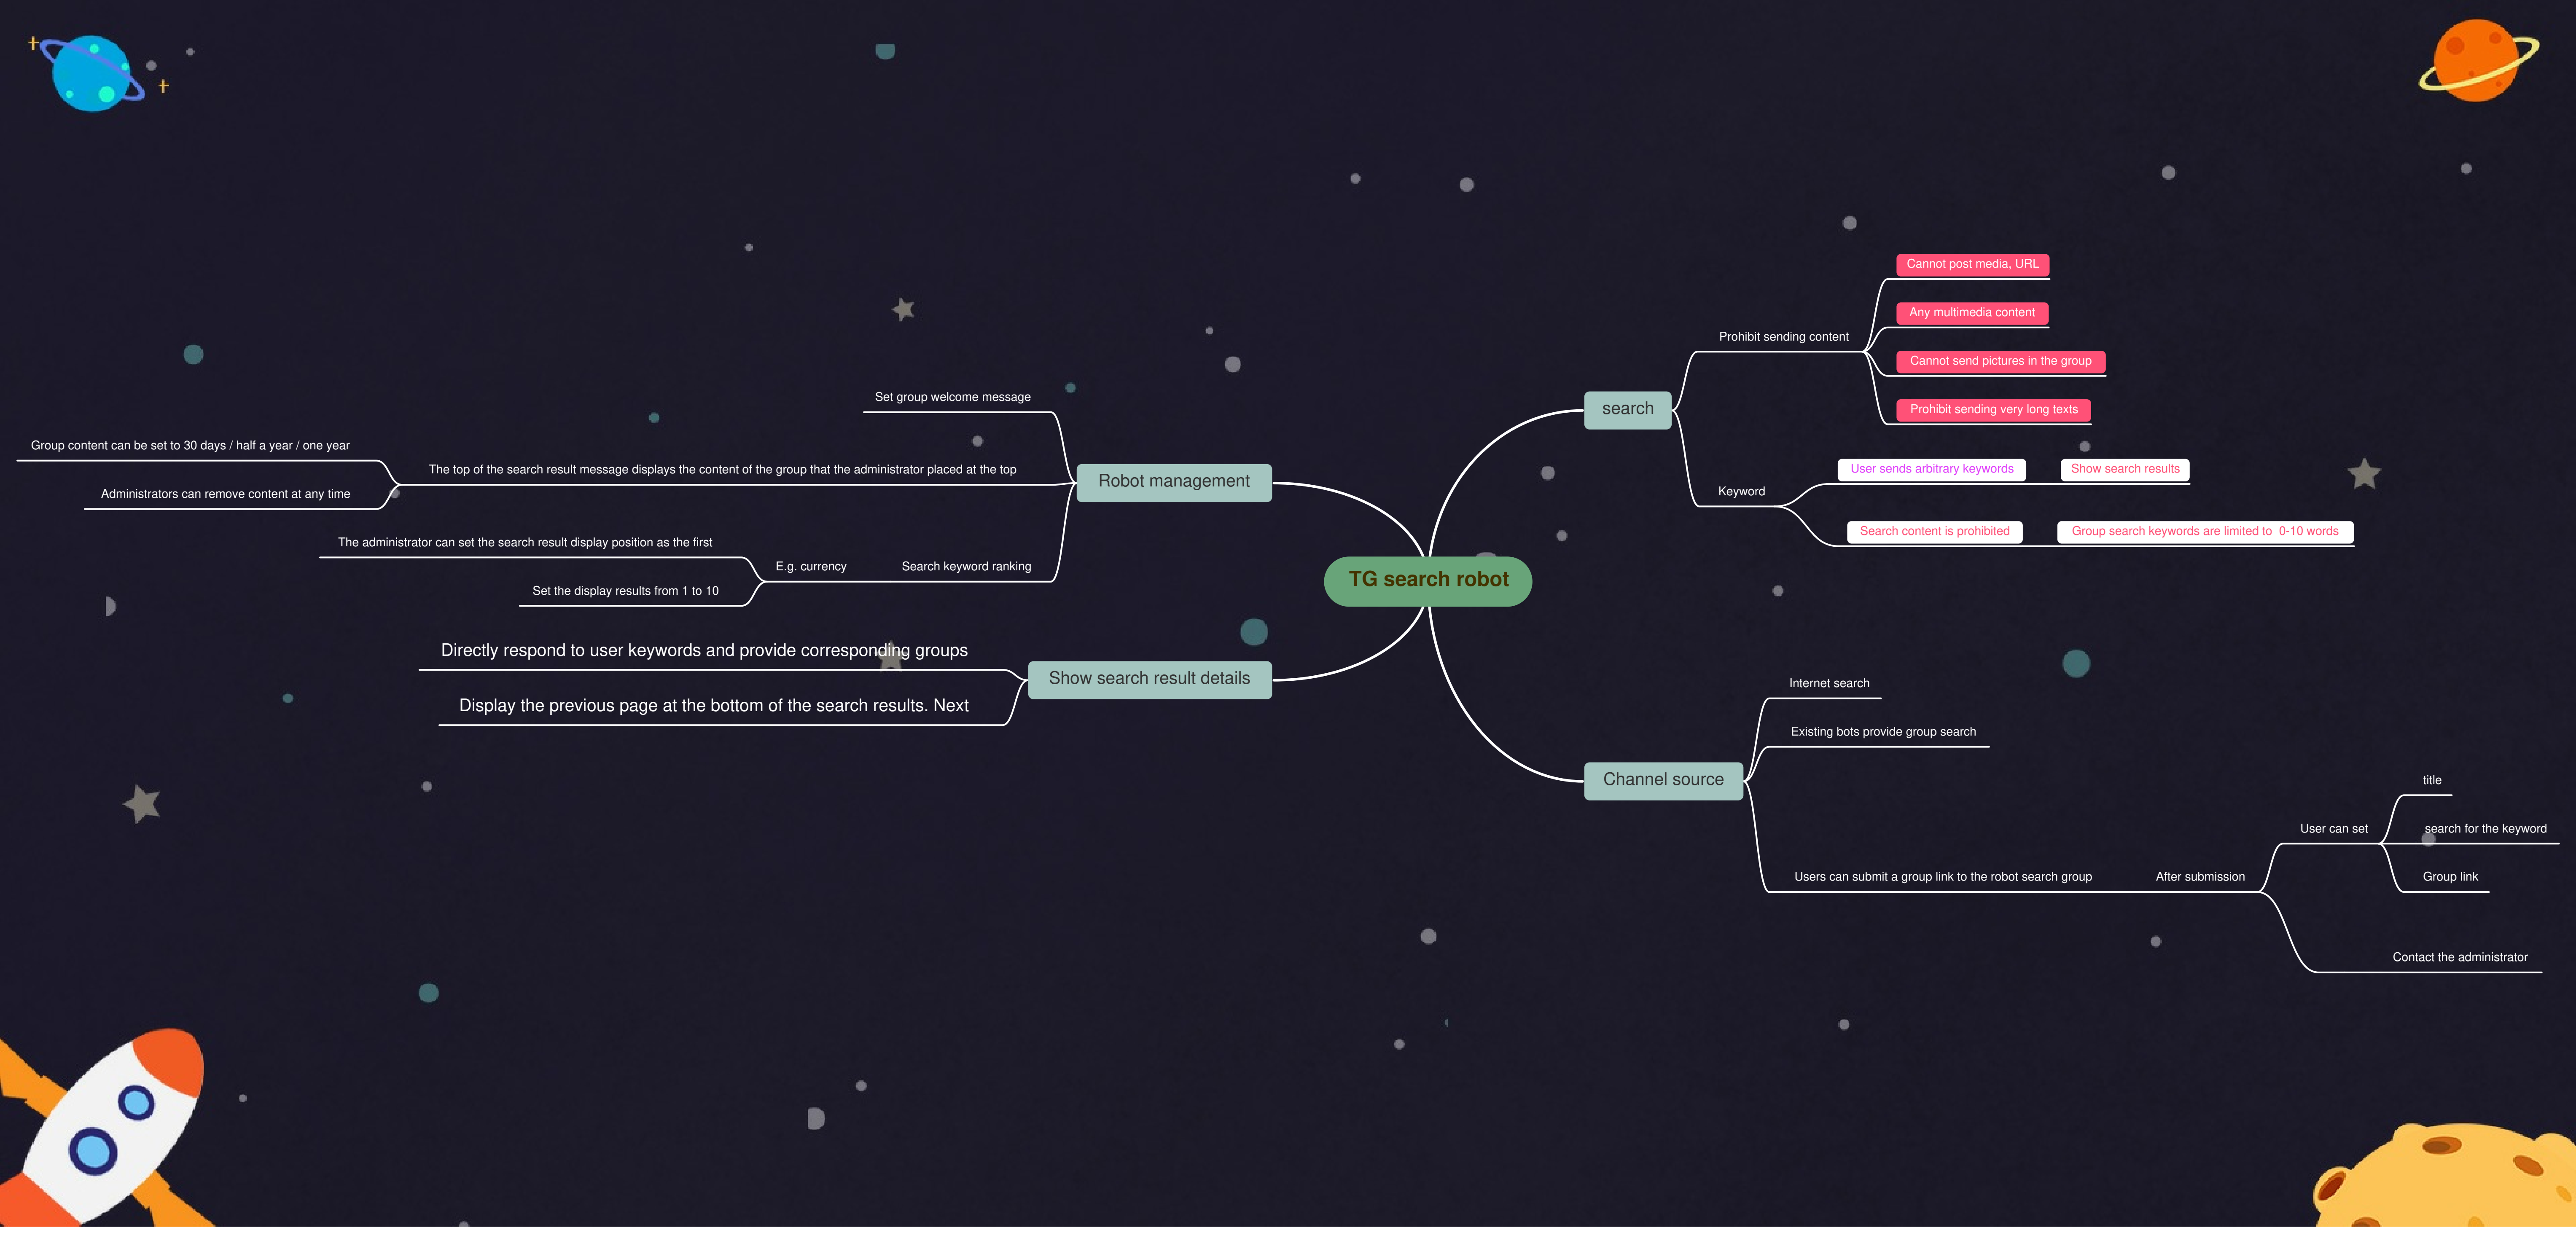 TG search robot
search
Prohibit sending content
Cannot post media, URL
Any multimedia content
Cannot send pictures in the group
Prohibit sending very long texts
Keyword
User sends arbitrary keywords
Show search results
Search content is prohibited
Group search keywords are limited to  0-10 words
Channel source
Internet search
Existing bots provide group search
Users can submit a group link to the robot search group
After submission
User can set
title
search for the keyword
Group link
Contact the administrator
Robot management
Set group welcome message
The top of the search result message displays the content of the group that the administrator placed at the top
Group content can be set to 30 days / half a year / one year
Administrators can remove content at any time
Search keyword ranking
E.g. currency
The administrator can set the search result display position as the first
Set the display results from 1 to 10
Show search result details
Directly respond to user keywords and provide corresponding groups
Display the previous page at the bottom of the search results. Next